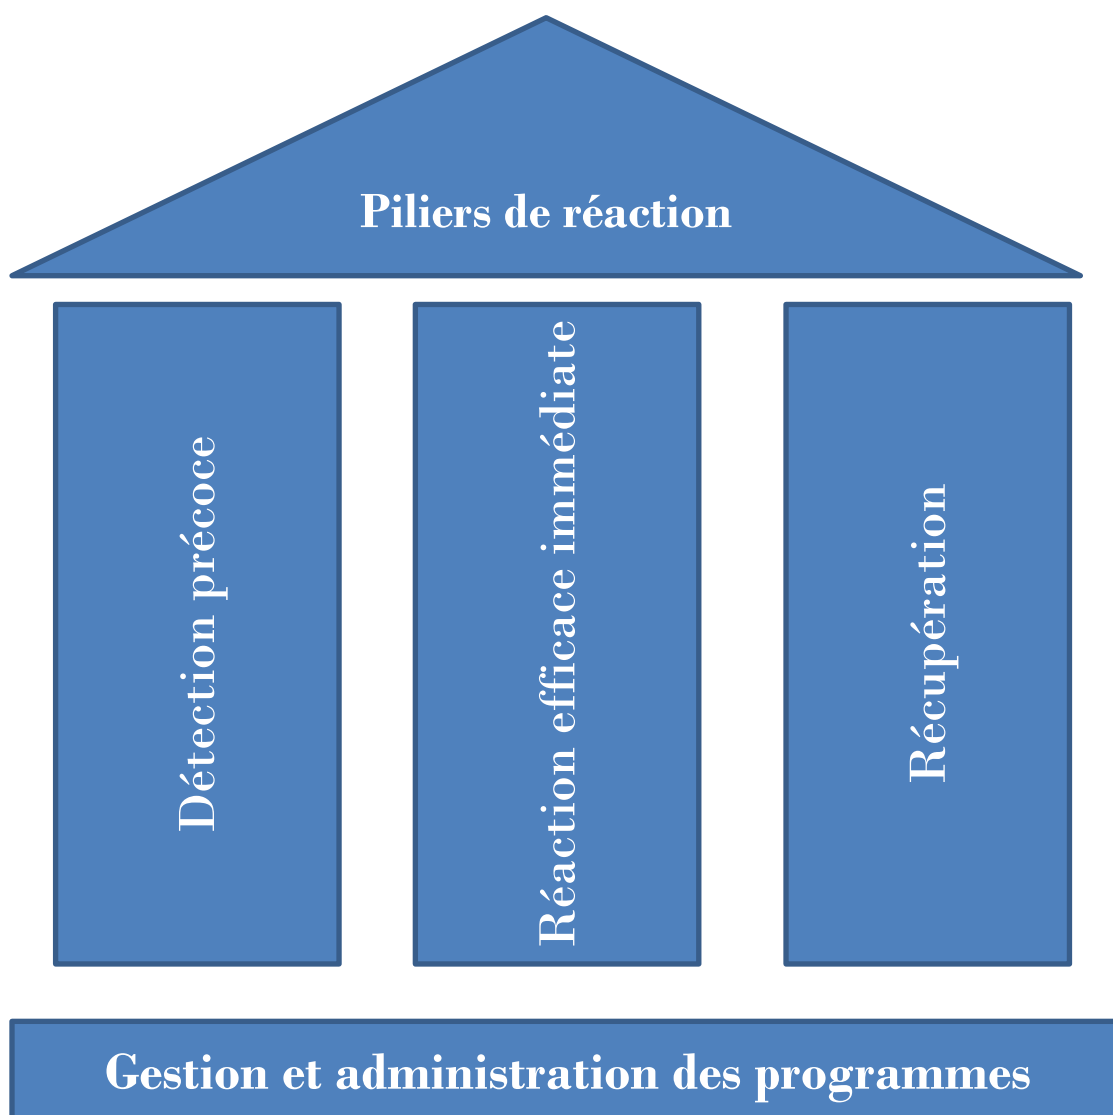 Piliers de réaction
Détection précoce
Réaction efficace immédiate
Récupération
Gestion et administration des programmes